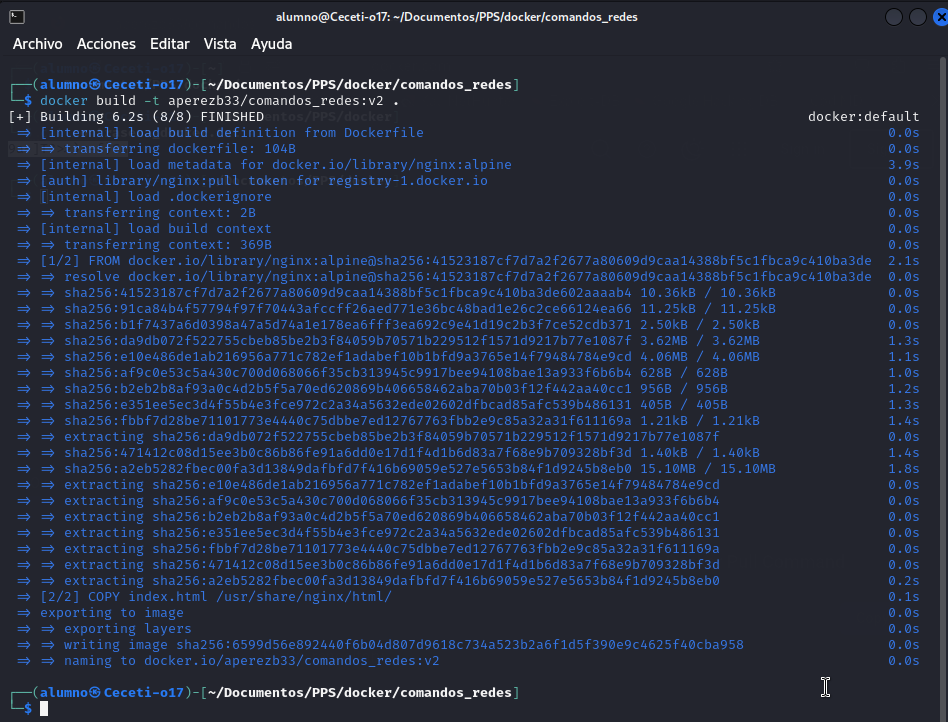 alumno@Ceceti-o17: ~/Documentos/PPS/docker/comandos_redes
Archivo Acciones Editar Vista Ayuda
┌──(alumno㉿Ceceti-o17)-[~/Documentos/PPS/docker/comandos_redes]
└─$ docker build -t aperezb33/comandos_redes:v2 .
[+] Building 6.2s (8/8) FINISHED docker:default
⇒ [internal] load build definition from Dockerfile 0.0s
⇒ ⇒ transferring dockerfile: 104B 0.0s
⇒ [internal] load metadata for docker.io/library/nginx:alpine 3.9s
⇒ [auth] library/nginx:pull token for registry-1.docker.io 0.0s
⇒ [internal] load .dockerignore 0.0s
⇒ ⇒ transferring context: 2B 0.0s
⇒ [internal] load build context 0.0s
⇒ ⇒ transferring context: 369B 0.0s
⇒ [1/2] FROM docker.io/library/nginx:alpine@sha256:41523187cf7d7a2f2677a80609d9caa14388bf5c1fbca9c410ba3de 2.1s
⇒ ⇒ resolve docker.io/library/nginx:alpine@sha256:41523187cf7d7a2f2677a80609d9caa14388bf5c1fbca9c410ba3de 0.0s
⇒ ⇒ sha256:41523187cf7d7a2f2677a80609d9caa14388bf5c1fbca9c410ba3de602aaaab4 10.36kB / 10.36kB 0.0s
⇒ ⇒ sha256:91ca84b4f57794f97f70443afccff26aed771e36bc48bad1e26c2ce66124ea66 11.25kB / 11.25kB 0.0s
⇒ ⇒ sha256:b1f7437a6d0398a47a5d74a1e178ea6fff3ea692c9e41d19c2b3f7ce52cdb371 2.50kB / 2.50kB 0.0s
⇒ ⇒ sha256:da9db072f522755cbeb85be2b3f84059b70571b229512f1571d9217b77e1087f 3.62MB / 3.62MB 1.3s
⇒ ⇒ sha256:e10e486de1ab216956a771c782ef1adabef10b1bfd9a3765e14f79484784e9cd 4.06MB / 4.06MB 1.1s
⇒ ⇒ sha256:af9c0e53c5a430c700d068066f35cb313945c9917bee94108bae13a933f6b6b4 628B / 628B 1.0s
⇒ ⇒ sha256:b2eb2b8af93a0c4d2b5f5a70ed620869b406658462aba70b03f12f442aa40cc1 956B / 956B 1.2s
⇒ ⇒ sha256:e351ee5ec3d4f55b4e3fce972c2a34a5632ede02602dfbcad85afc539b486131 405B / 405B 1.3s
⇒ ⇒ sha256:fbbf7d28be71101773e4440c75dbbe7ed12767763fbb2e9c85a32a31f611169a 1.21kB / 1.21kB 1.4s
⇒ ⇒ extracting sha256:da9db072f522755cbeb85be2b3f84059b70571b229512f1571d9217b77e1087f 0.0s
⇒ ⇒ sha256:471412c08d15ee3b0c86b86fe91a6dd0e17d1f4d1b6d83a7f68e9b709328bf3d 1.40kB / 1.40kB 1.4s
⇒ ⇒ sha256:a2eb5282fbec00fa3d13849dafbfd7f416b69059e527e5653b84f1d9245b8eb0 15.10MB / 15.10MB 1.8s
⇒ ⇒ extracting sha256:e10e486de1ab216956a771c782ef1adabef10b1bfd9a3765e14f79484784e9cd 0.0s
⇒ ⇒ extracting sha256:af9c0e53c5a430c700d068066f35cb313945c9917bee94108bae13a933f6b6b4 0.0s
⇒ ⇒ extracting sha256:b2eb2b8af93a0c4d2b5f5a70ed620869b406658462aba70b03f12f442aa40cc1 0.0s
⇒ ⇒ extracting sha256:e351ee5ec3d4f55b4e3fce972c2a34a5632ede02602dfbcad85afc539b486131 0.0s
⇒ ⇒ extracting sha256:fbbf7d28be71101773e4440c75dbbe7ed12767763fbb2e9c85a32a31f611169a 0.0s
⇒ ⇒ extracting sha256:471412c08d15ee3b0c86b86fe91a6dd0e17d1f4d1b6d83a7f68e9b709328bf3d 0.0s
⇒ ⇒ extracting sha256:a2eb5282fbec00fa3d13849dafbfd7f416b69059e527e5653b84f1d9245b8eb0 0.2s
⇒ [2/2] COPY index.html /usr/share/nginx/html/ 0.1s
⇒ exporting to image 0.0s
⇒ ⇒ exporting layers 0.0s
⇒ ⇒ writing image sha256:6599d56e892440f6b04d807d9618c734a523b2a6f1d5f390e9c4625f40cba958 0.0s
⇒ ⇒ naming to docker.io/aperezb33/comandos_redes:v2 0.0s
┌──(alumno㉿Ceceti-o17)-[~/Documentos/PPS/docker/comandos_redes]
└─$